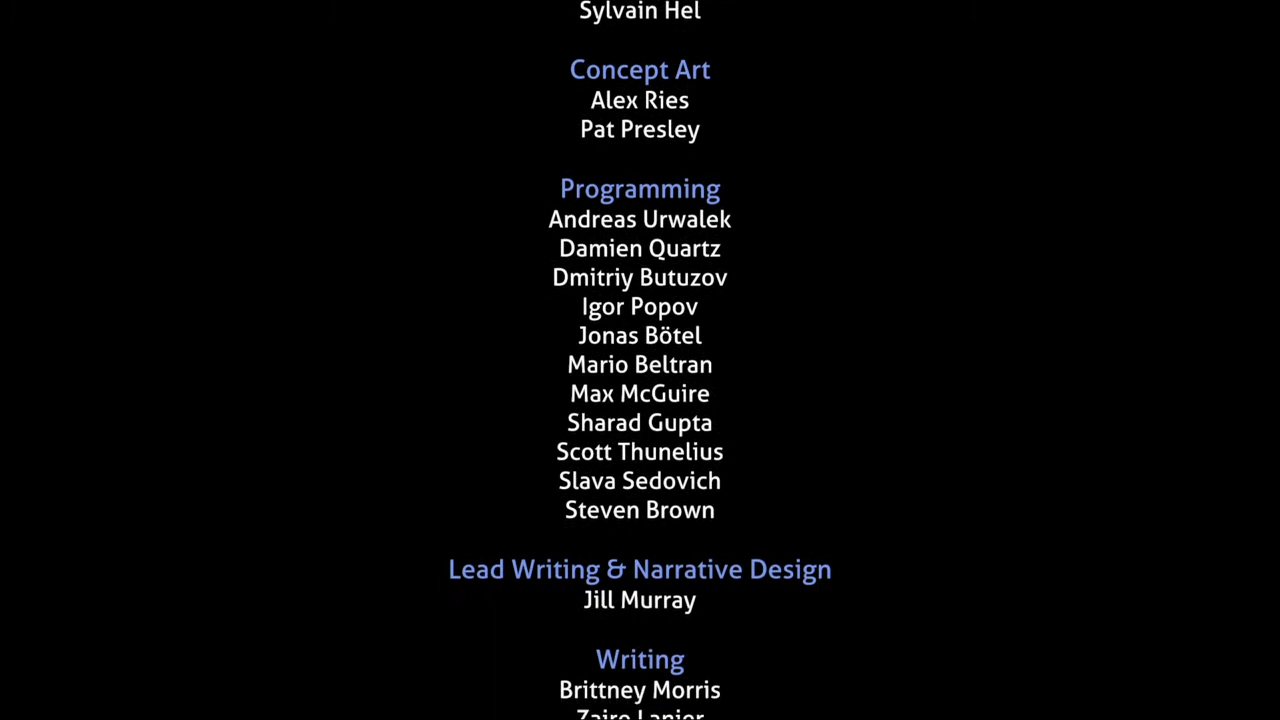 Sylvain Hel
Concept Art
Alex Ries
Pat Presley
Programming
Andreas Urwalek
Damien Quartz
Dmitriy Butuzov
Igor Popov
Jonas Bötel
Mario Beltran
Max McGuire
Sharad Gupta
Scott Thunelius
Slava Sedovich
Steven Brown
Lead Writing & Narrative Design
Jill Murray
Writing
Brittney Morris
Zaire Lanier